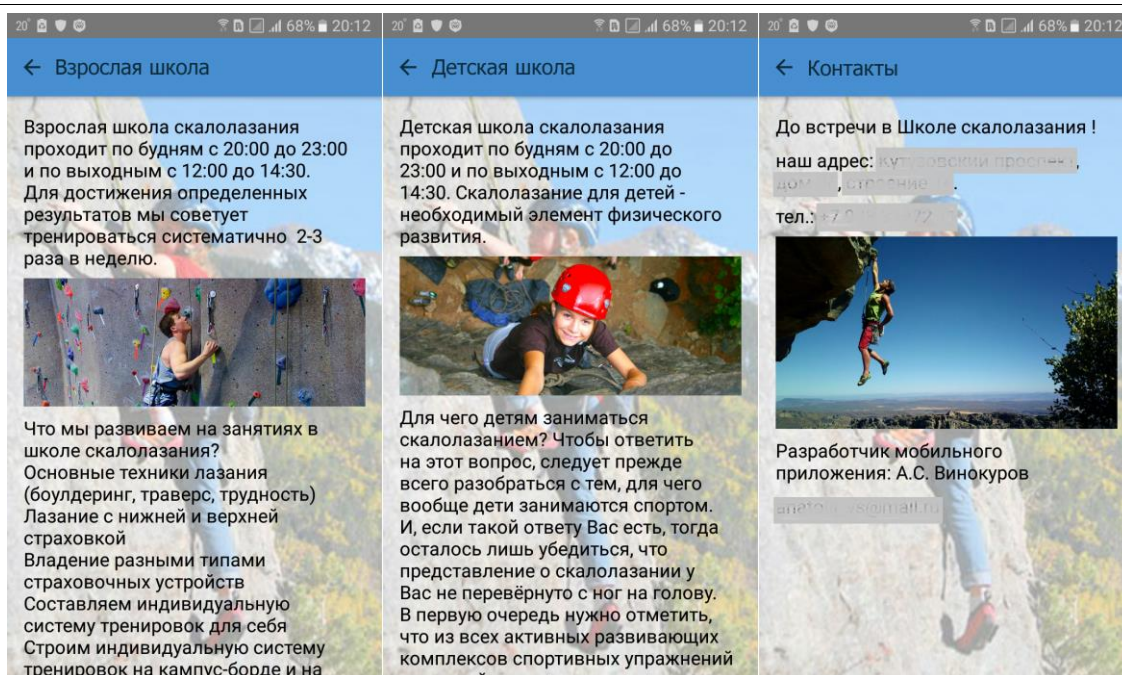 20° 68% 20:12
← Взрослая школа
Взрослая школа скалолазания
проходит по будням с 20:00 до 23:00
и по выходным с 12:00 до 14:30.
Для достижения определенных
результатов мы советует
тренироваться систематично 2-3
раза в неделю.
Что мы развиваем на занятиях в
школе скалолазания?
Основные техники лазания
(боулдеринг, траверс, трудность)
Лазание с нижней и верхней
страховкой
Владение разными типами
страховочных устройств
Составляем индивидуальную
систему тренировок для себя
Строим индивидуальную систему
тренировок на кампус-борде и на
20° 68% 20:12
← Детская школа
Детская школа скалолазания
проходит по будням с 20:00 до
23:00 и по выходным с 12:00 до
14:30. Скалолазание для детей -
необходимый элемент физического
развития.
Для чего детям заниматься
скалолазанием? Чтобы ответить
на этот вопрос, следует прежде
всего разобраться с тем, для чего
вообще дети занимаются спортом.
И, если такой ответу Вас есть, тогда
осталось лишь убедиться, что
представление о скалолазании у
Вас не перевёрнуто с ног на голову.
В первую очередь нужно отметить,
что из всех активных развивающих
комплексов спортивных упражнений
20° 68% 20:12
← Контакты
До встречи в Школе скалолазания !
наш адрес:
тел.:
Разработчик мобильного
приложения: А.С. Винокуров